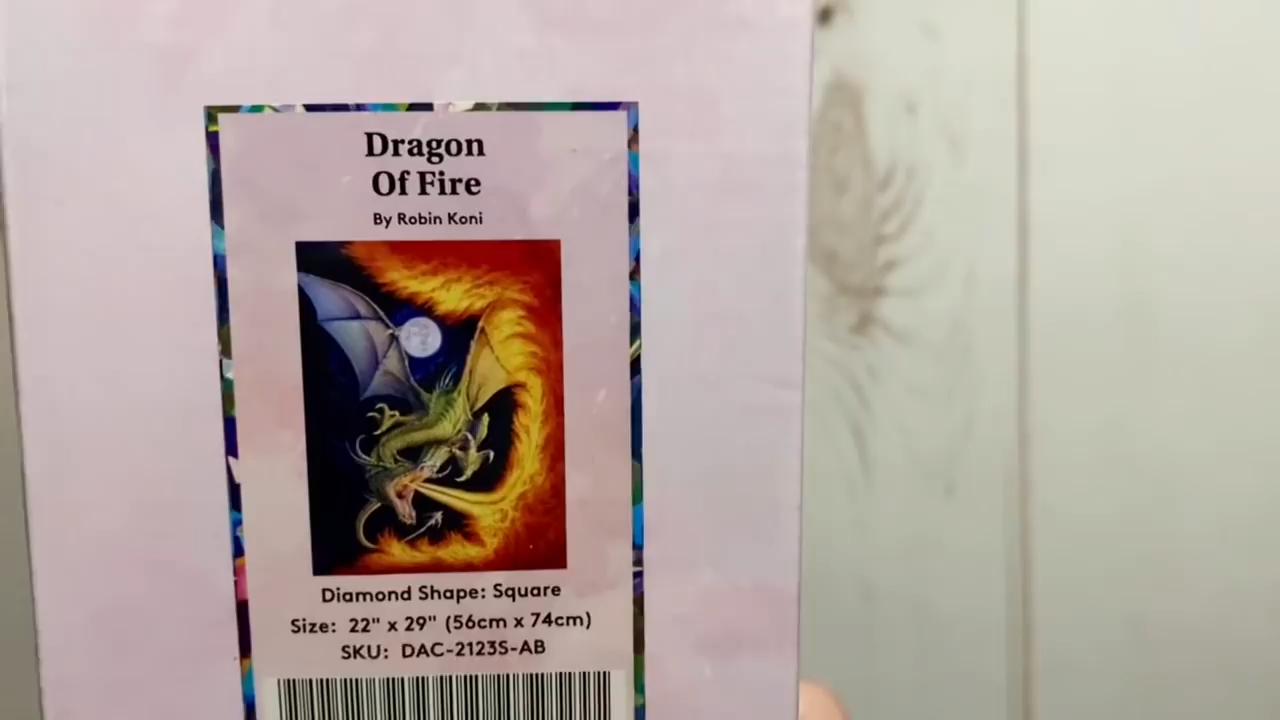 Dragon
Of Fire
By Robin Koni
Diamond Shape: Square
Size: 22" x 29" (56cm x 74cm)
SKU: DAC-2123S-AB